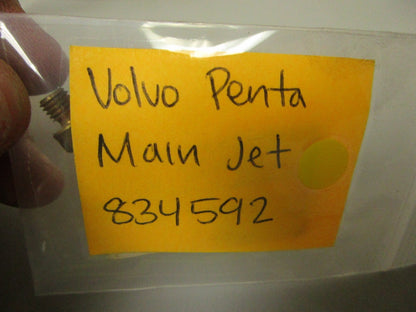 Volvo Penta
Main Jet
834592